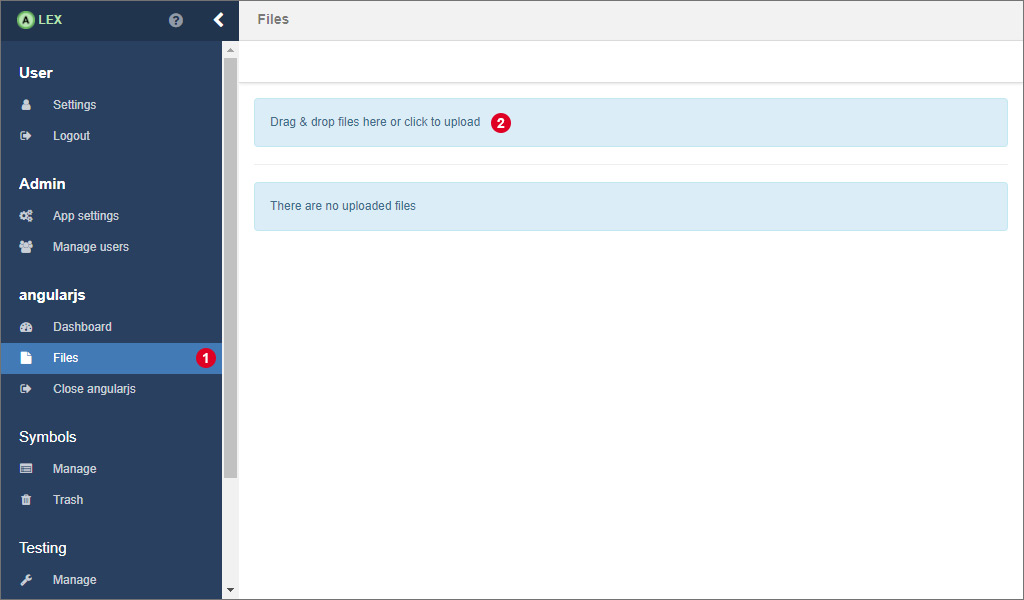 A LEX ?
Files
User
Settings
Logout
Admin
App settings
Manage users
angularjs
Dashboard
Files 1
Close angularjs
Symbols
Manage
Trash
Testing
Manage
Drag & drop files here or click to upload 2
There are no uploaded files